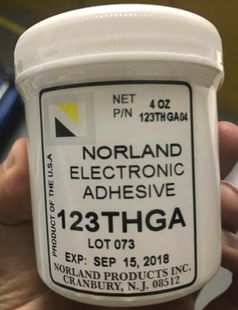 NET 4 OZ
P/N 123THGA04
NORLAND
ELECTRONIC
ADHESIVE
123THGA
LOT 073
EXP: SEP 15, 2018
NORLAND PRODUCTS INC.
CRANBURY, N.J. 08512
PRODUCT OF THE U.S.A